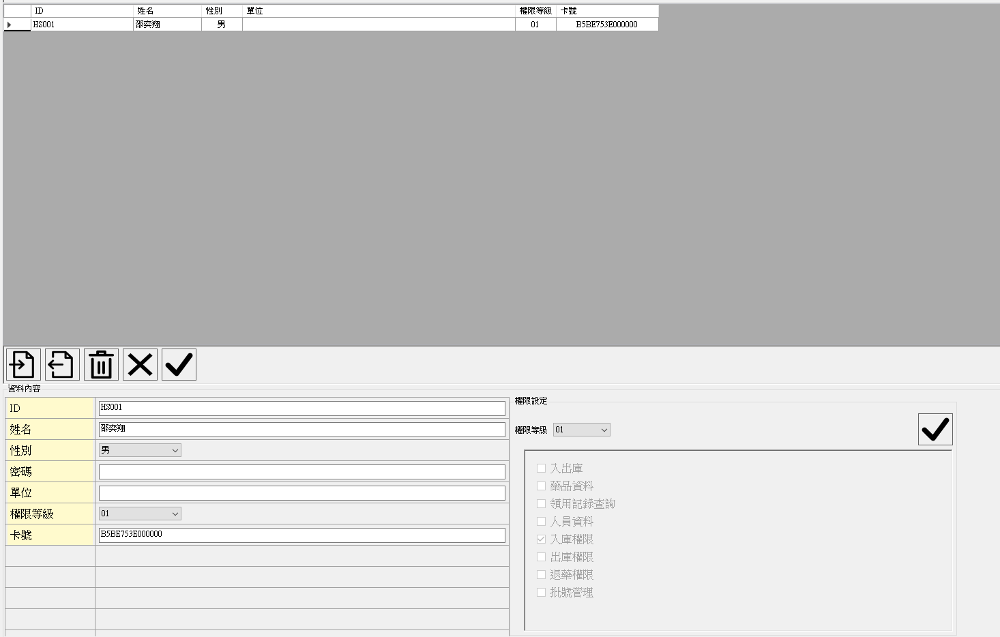 ID 姓名 性別 單位 權限等級 卡號
HS001 邵奕翔 男 01 B5BE753E000000
資料內容
ID HS001
姓名 邵奕翔
性別 男
密碼
單位
權限等級 01
卡號 B5BE753E000000
權限設定
權限等級 01
入出庫
藥品資料
領用記錄查詢
人員資料
入庫權限
出庫權限
退藥權限
批號管理